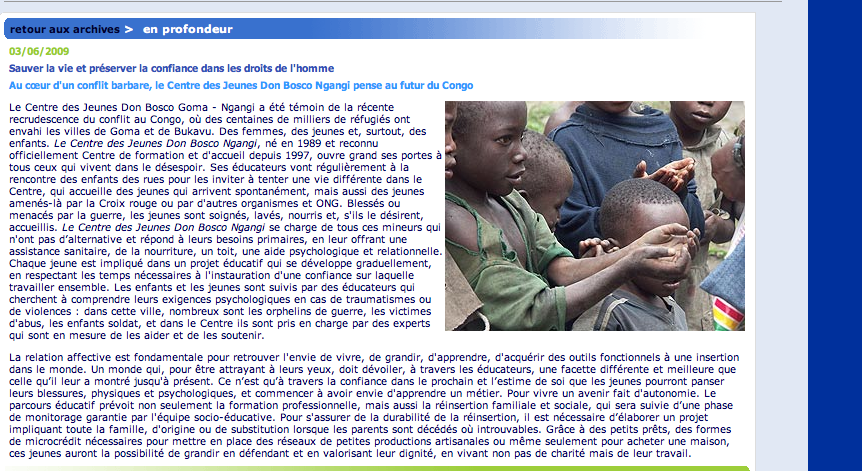 retour aux archives > en profondeur
03/06/2009
Sauver la vie et préserver la confiance dans les droits de l'homme
Au cœur d'un conflit barbare, le Centre des Jeunes Don Bosco Ngangi pense au futur du Congo
Le Centre des Jeunes Don Bosco Goma - Ngangi a été témoin de la récente
recrudescence du conflit au Congo, où des centaines de milliers de réfugiés ont
envahi les villes de Goma et de Bukavu. Des femmes, des jeunes et, surtout, des
enfants. Le Centre des Jeunes Don Bosco Ngangi, né en 1989 et reconnu
officiellement Centre de formation et d'accueil depuis 1997, ouvre grand ses portes à
tous ceux qui vivent dans le désespoir. Ses éducateurs vont régulièrement à la
rencontre des enfants des rues pour les inviter à tenter une vie différente dans le
Centre, qui accueille des jeunes qui arrivent spontanément, mais aussi des jeunes
amenés-là par la Croix rouge ou par d'autres organismes et ONG. Blessés ou
menacés par la guerre, les jeunes sont soignés, lavés, nourris et, s'ils le désirent,
accueillis. Le Centre des Jeunes Don Bosco Ngangi se charge de tous ces mineurs qui
n'ont pas d’alternative et répond à leurs besoins primaires, en leur offrant une
assistance sanitaire, de la nourriture, un toit, une aide psychologique et relationnelle.
Chaque jeune est impliqué dans un projet éducatif qui se développe graduellement,
en respectant les temps nécessaires à l'instauration d'une confiance sur laquelle
travailler ensemble. Les enfants et les jeunes sont suivis par des éducateurs qui
cherchent à comprendre leurs exigences psychologiques en cas de traumatismes ou
de violences : dans cette ville, nombreux sont les orphelins de guerre, les victimes
d'abus, les enfants soldat, et dans le Centre ils sont pris en charge par des experts
qui sont en mesure de les aider et de les soutenir.
La relation affective est fondamentale pour retrouver l'envie de vivre, de grandir, d'apprendre, d'acquérir des outils fonctionnels à une insertion
dans le monde. Un monde qui, pour être attrayant à leurs yeux, doit dévoiler, à travers les éducateurs, une facette différente et meilleure que
celle qu’il leur a montré jusqu'à présent. Ce n’est qu’à travers la confiance dans le prochain et l’estime de soi que les jeunes pourront panser
leurs blessures, physiques et psychologiques, et commencer à avoir envie d'apprendre un métier. Pour vivre un avenir fait d'autonomie. Le
parcours éducatif prévoit non seulement la formation professionnelle, mais aussi la réinsertion familiale et sociale, qui sera suivie d’une phase
de monitorage garantie par l'équipe socio-éducative. Pour s'assurer de la durabilité de la réinsertion, il est nécessaire d’élaborer un projet
impliquant toute la famille, d'origine ou de substitution lorsque les parents sont décédés où introuvables. Grâce à des petits prêts, des formes
de microcrédit nécessaires pour mettre en place des réseaux de petites productions artisanales ou même seulement pour acheter une maison,
ces jeunes auront la possibilité de grandir en défendant et en valorisant leur dignité, en vivant non pas de charité mais de leur travail.